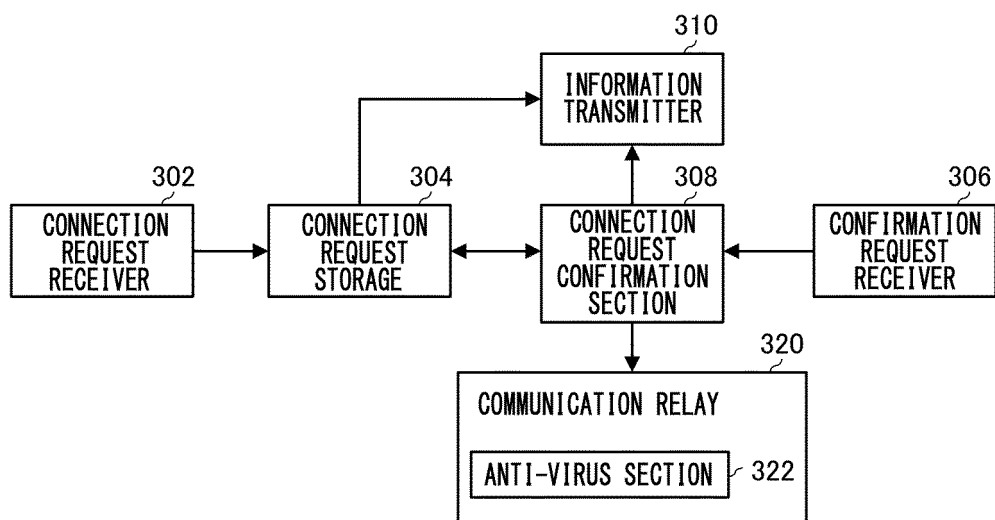 310
INFORMATION
TRANSMITTER
302
CONNECTION
REQUEST
RECEIVER
304
CONNECTION
REQUEST
STORAGE
308
CONNECTION
REQUEST
CONFIRMATION
SECTION
306
CONFIRMATION
REQUEST
RECEIVER
320
COMMUNICATION RELAY
ANTI-VIRUS SECTION
322